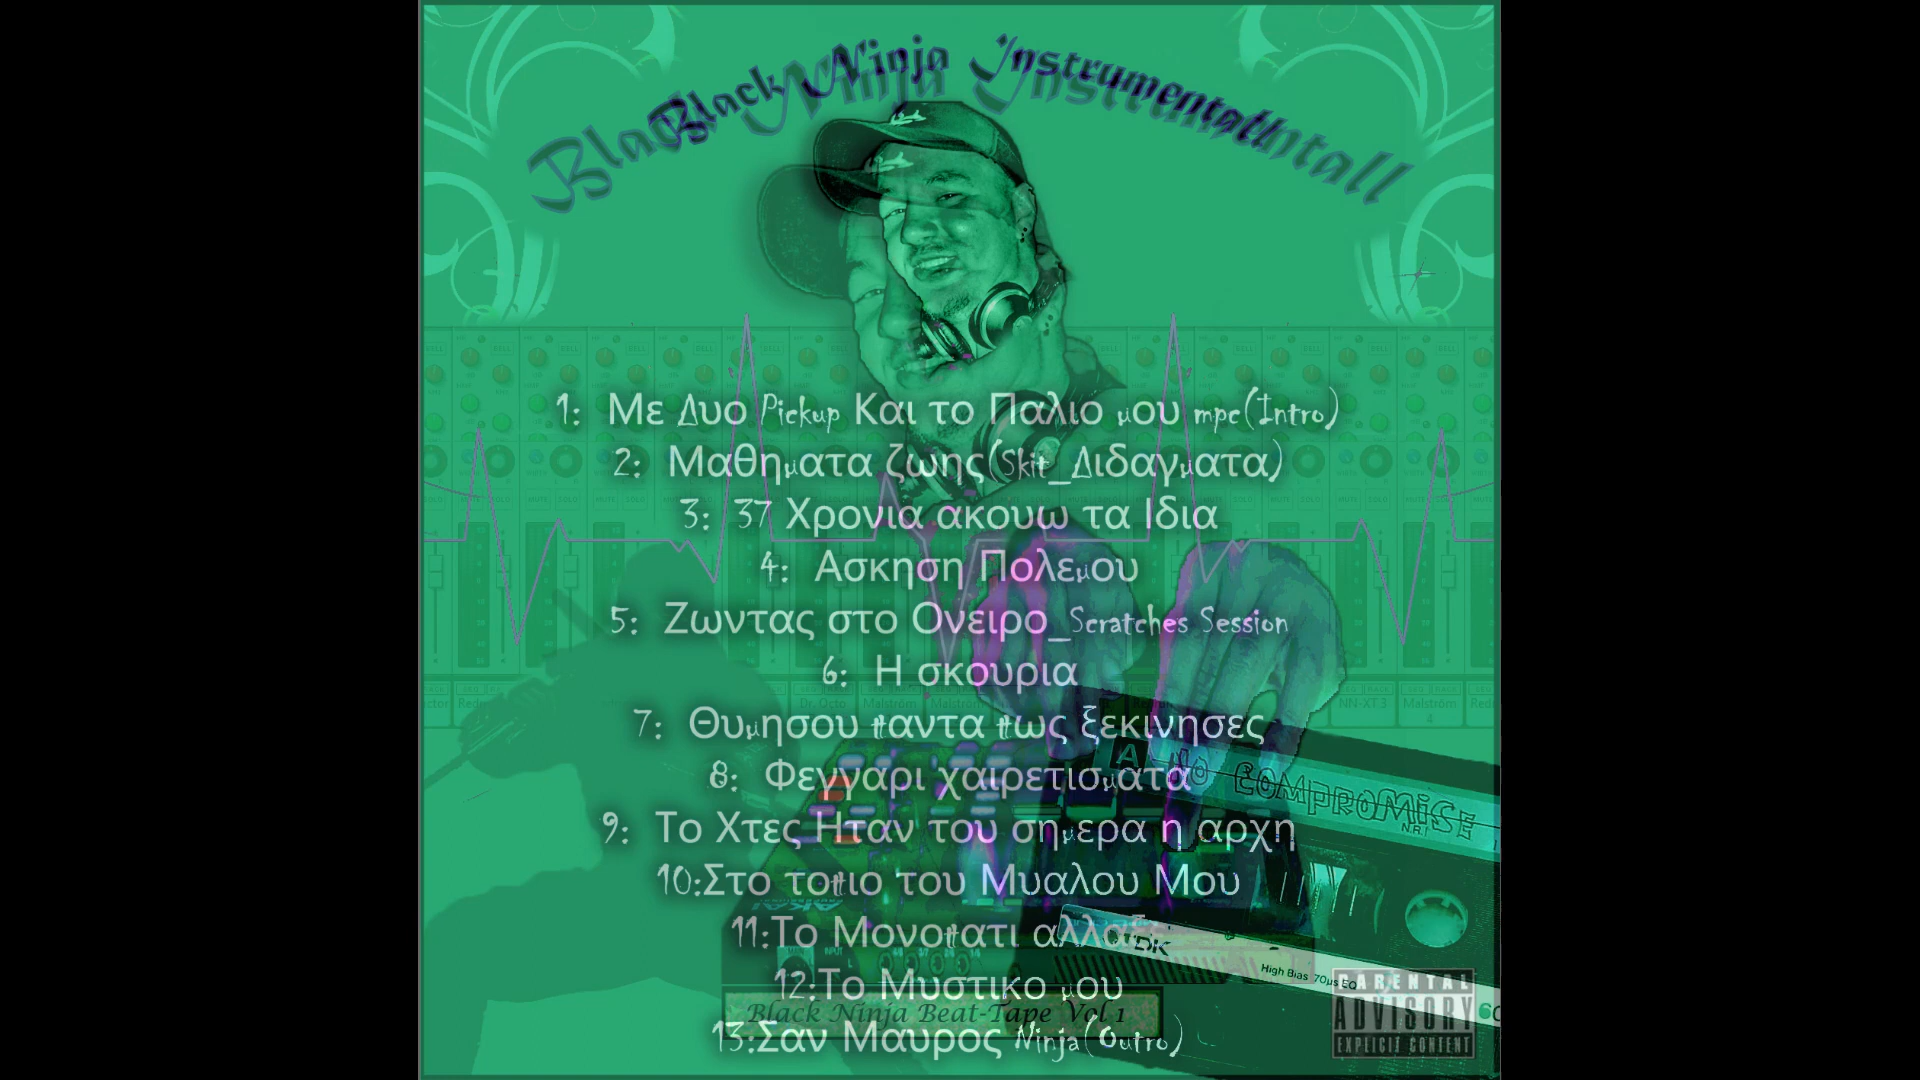 Black Ninja Instrumentall
1: Με Δυο Pickup Και το Παλιο μου mpc(Intro)
2: Μαθηματα ζωης(Skit_Διδαγματα)
3: 37 Χρονια ακουω τα Ιδια
4: Ασκηση Πολεμου
5: Ζωντας στο Ονειρο_Scratches Session
6: Η σκουρια
7: Θυμησου παντα πως ξεκινησες
8: Φεγγαρι χαιρετισματα
A No COMPROMiSE
N.R!
9: Το Χτες Ηταν του σημερα η αρχη
10:Στο τοπιο του Μυαλου Μου
11:Το Μονοπατι αλλαξε
TDK
High Bias 70μs EQ
12:Το Μυστικο μου
Black Ninja Beat-Tape Vol 1
13:Σαν Μαυρος Ninja(Outro)
PARENTAL
ADVISORY
EXPLICIT CONTENT